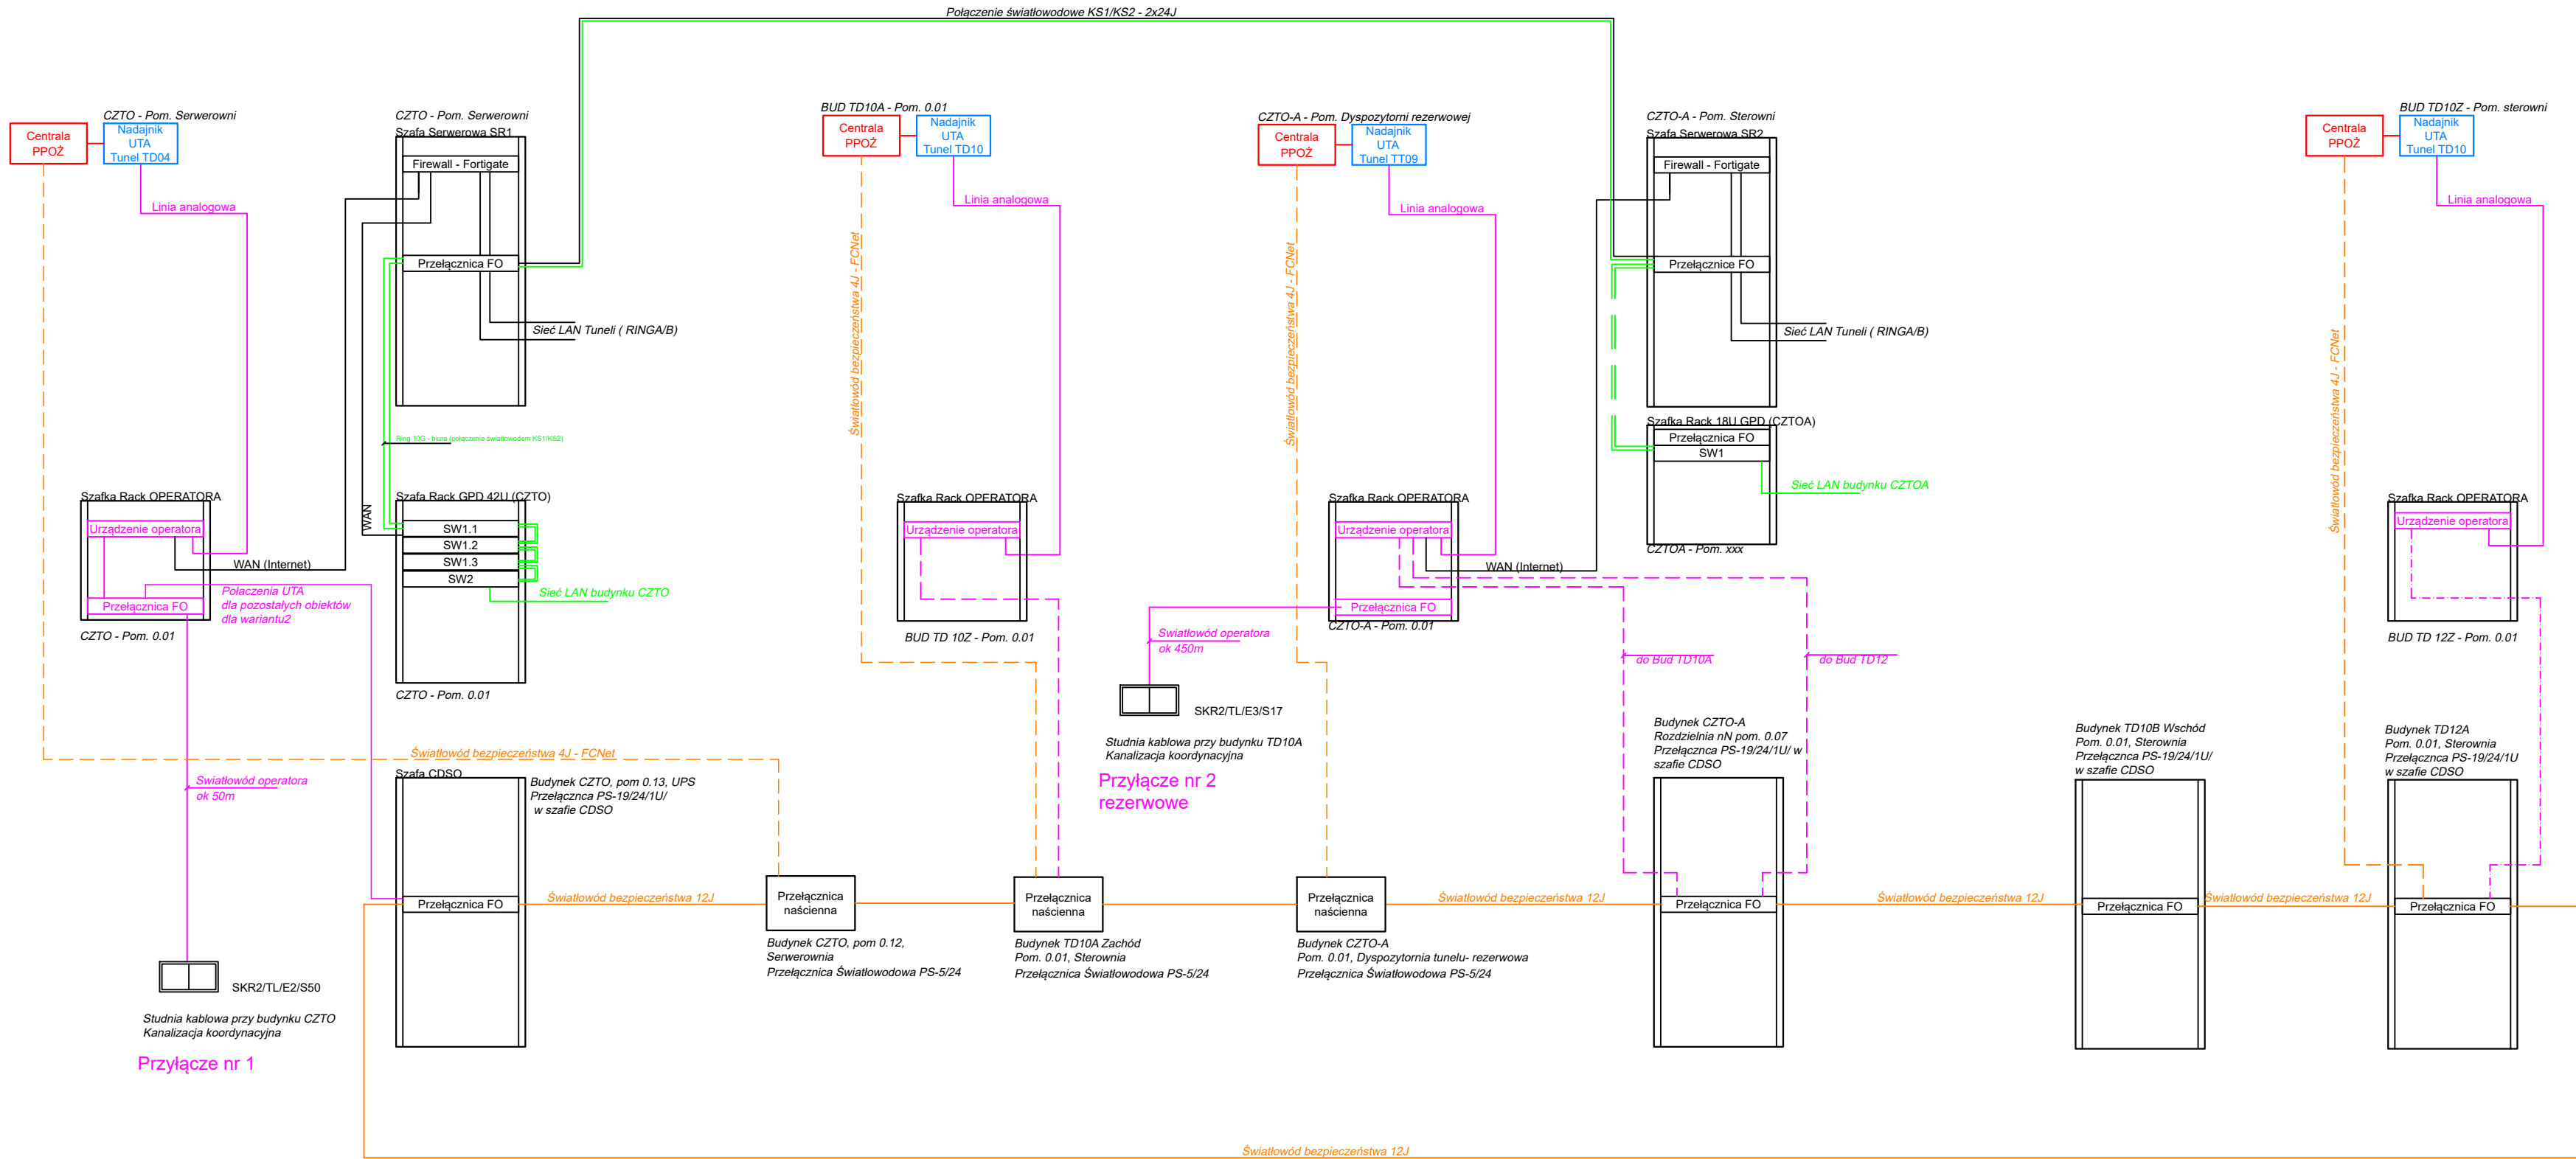 Połączenie światłowodowe KS1/KS2 - 2x24J
CZTO - Pom. Serwerowni
Centrala
PPOŻ
Nadajnik
UTA
Tunel TD04
Linia analogowa
CZTO - Pom. Serwerowni
Szafa Serwerowa SR1
Firewall - Fortigate
Przełącznica FO
Sieć LAN Tuneli ( RINGA/B)
Ring 10G - biura (połączenie światłowodem KS1/KS2)
WAN
Szafa Rack GPD 42U (CZTO)
SW1.1
SW1.2
SW1.3
SW2
Sieć LAN budynku CZTO
CZTO - Pom. 0.01
Szafka Rack OPERATORA
Urządzenie operatora
WAN (Internet)
Przełącznica FO
Połaczenia UTA
dla pozostałych obiektów
dla wariantu2
CZTO - Pom. 0.01
Światłowód bezpieczeństwa 4J - FCNet
Swiatłowód operatora
ok 50m
SKR2/TL/E2/S50
Studnia kablowa przy budynku CZTO
Kanalizacja koordynacyjna
Przyłącze nr 1
Szafa CDSO
Budynek CZTO, pom 0.13, UPS
Przełącznca PS-19/24/1U/
w szafie CDSO
Przełącznica FO
Światłowód bezpieczeństwa 12J
BUD TD10A - Pom. 0.01
Centrala
PPOŻ
Nadajnik
UTA
Tunel TD10
Linia analogowa
Światłowód bezpieczeństwa 4J - FCNet
Szafka Rack OPERATORA
Urządzenie operatora
BUD TD 10Z - Pom. 0.01
Przełącznica
naścienna
Budynek CZTO, pom 0.12,
Serwerownia
Przełącznica Światłowodowa PS-5/24
Przełącznica
naścienna
Budynek TD10A Zachód
Pom. 0.01, Sterownia
Przełącznica Światłowodowa PS-5/24
CZTO-A - Pom. Dyspozytorni rezerwowej
Centrala
PPOŻ
Nadajnik
UTA
Tunel TT09
Linia analogowa
Światłowód bezpieczeństwa 4J - FCNet
Szafka Rack OPERATORA
Urządzenie operatora
WAN (Internet)
Przełącznica FO
CZTO-A - Pom. 0.01
Swiatłowód operatora
ok 450m
SKR2/TL/E3/S17
Studnia kablowa przy budynku TD10A
Kanalizacja koordynacyjna
Przyłącze nr 2
rezerwowe
Przełącznica
naścienna
Budynek CZTO-A
Pom. 0.01, Dyspozytornia tunelu- rezerwowa
Przełącznica Światłowodowa PS-5/24
Światłowód bezpieczeństwa 12J
CZTO-A - Pom. Sterowni
Szafa Serwerowa SR2
Firewall - Fortigate
Przełącznice FO
Sieć LAN Tuneli ( RINGA/B)
Szafka Rack 18U GPD (CZTOA)
Przełącznica FO
SW1
Sieć LAN budynku CZTOA
CZTOA - Pom. xxx
do Bud TD10A
do Bud TD12
Budynek CZTO-A
Rozdzielnia nN pom. 0.07
Przełącznca PS-19/24/1U/ w
szafie CDSO
Przełącznica FO
Światłowód bezpieczeństwa 12J
Budynek TD10B Wschód
Pom. 0.01, Sterownia
Przełącznca PS-19/24/1U/
w szafie CDSO
Przełącznica FO
Światłowód bezpieczeństwa 12J
BUD TD10Z - Pom. sterowni
Centrala
PPOŻ
Nadajnik
UTA
Tunel TD10
Linia analogowa
Światłowód bezpieczeństwa 4J - FCNet
Szafka Rack OPERATORA
Urządzenie operatora
BUD TD 12Z - Pom. 0.01
Budynek TD12A
Pom. 0.01, Sterownia
Przełącznca PS-19/24/1U
w szafie CDSO
Przełącznica FO
Światłowód bezpieczeństwa 12J